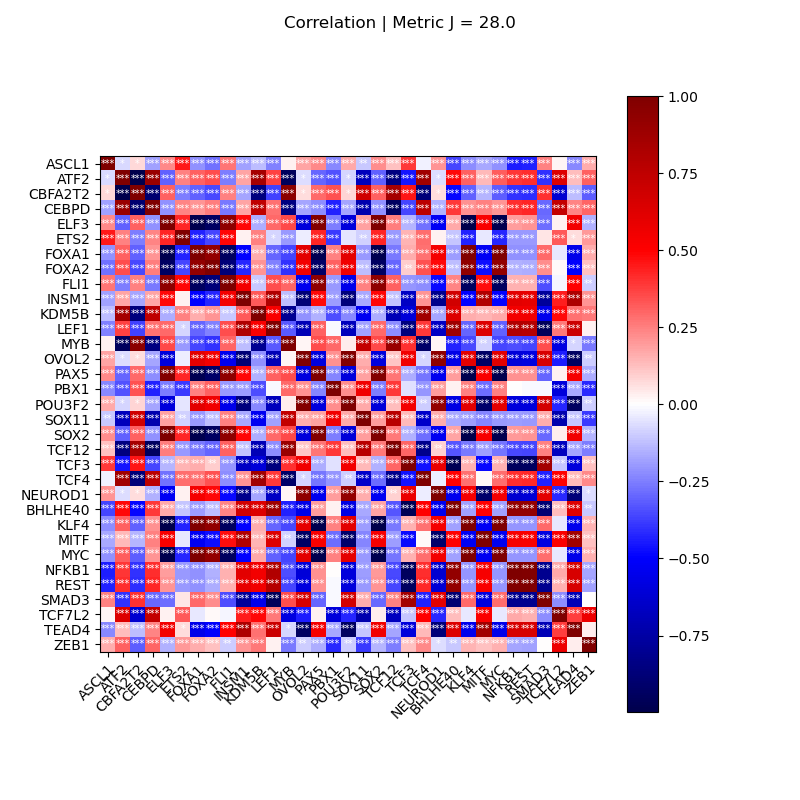 Correlation | Metric J = 28.0
ASCL1
ATF2
CBFA2T2
CEBPD
ELF3
ETS2
FOXA1
FOXA2
FLI1
INSM1
KDM5B
LEF1
MYB
OVOL2
PAX5
PBX1
POU3F2
SOX11
SOX2
TCF12
TCF3
TCF4
NEUROD1
BHLHE40
KLF4
MITF
MYC
NFKB1
REST
SMAD3
TCF7L2
TEAD4
ZEB1
ASCL1
ATF2
CBFA2T2
CEBPD
ELF3
ETS2
FOXA1
FOXA2
FLI1
INSM1
KDM5B
LEF1
MYB
OVOL2
PAX5
PBX1
POU3F2
SOX11
SOX2
TCF12
TCF3
TCF4
NEUROD1
BHLHE40
KLF4
MITF
MYC
NFKB1
REST
SMAD3
TCF7L2
TEAD4
ZEB1
1.00
0.75
0.50
0.25
0.00
−0.25
−0.50
−0.75